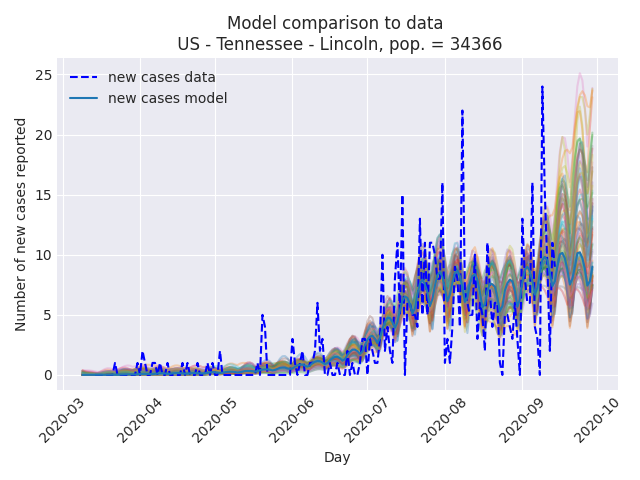 Model comparison to data
US - Tennessee - Lincoln, pop. = 34366
new cases data
new cases model
Number of new cases reported
25
20
15
10
5
0
2020-03
2020-04
2020-05
2020-06
2020-07
2020-08
2020-09
2020-10
Day